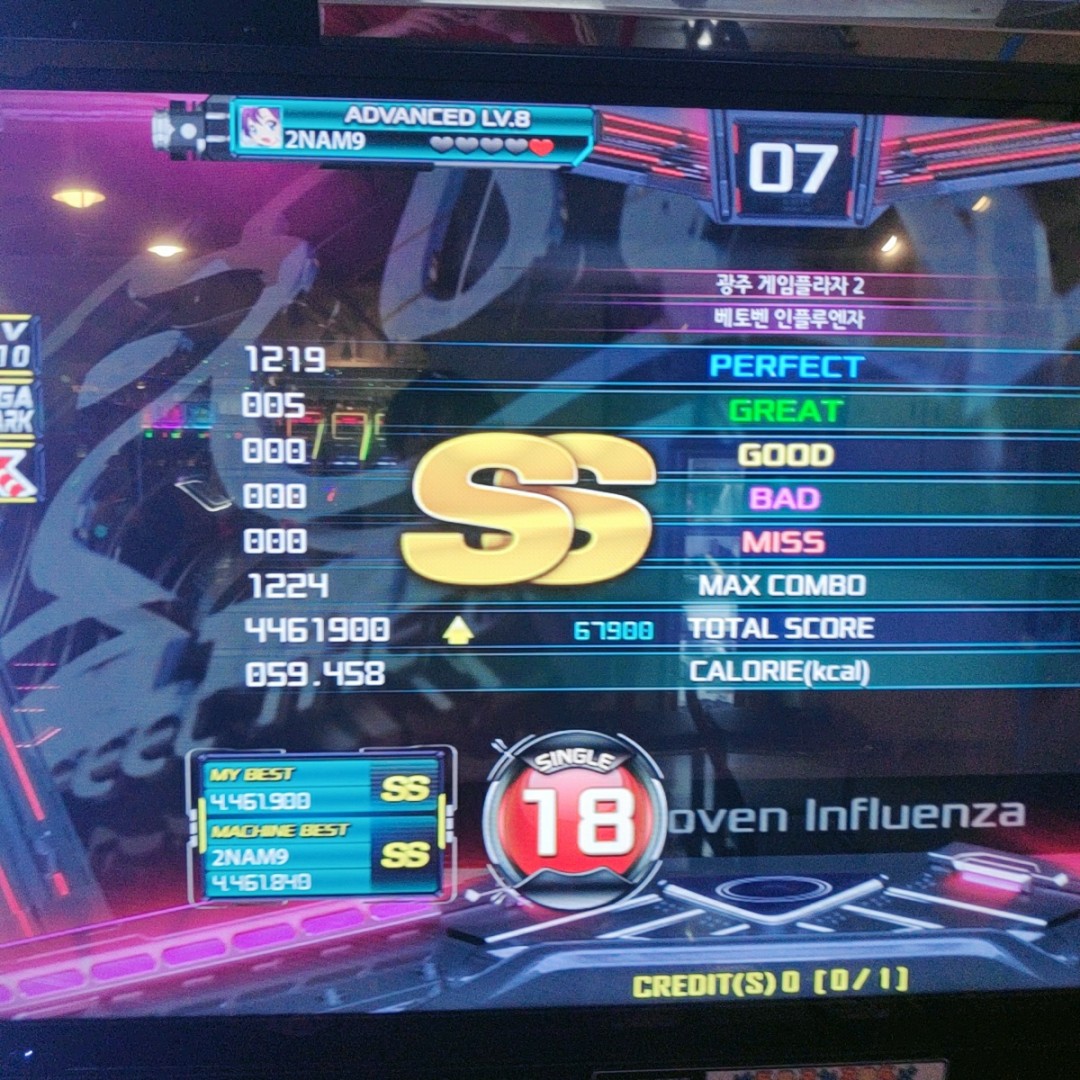 ADVANCED LV.8
2NAM9
07
광주 게임플라자 2
베토벤 인플루엔자
1219 PERFECT
005 GREAT
000 GOOD
000 BAD
000 MISS
1224 MAX COMBO
4461900 67900 TOTAL SCORE
059.458 CALORIE(kcal)
V
10
GA
ARK
SS
MY BEST
4.461.900 SS
MACHINE BEST
2NAM9 SS
4.461.840
SINGLE
18
oven Influenza
CREDIT(S) 0 [0/1]